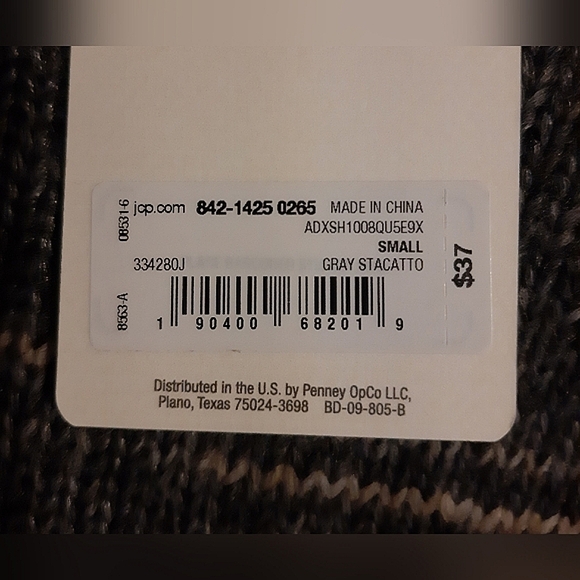 08531-6
jcp.com 842-1425 0265 MADE IN CHINA
ADXSH1008QU5E9X
SMALL
334280J GRAY STACATTO
$37
8563-A
1 90400 68201 9
Distributed in the U.S. by Penney OpCo LLC,
Plano, Texas 75024-3698 BD-09-805-B